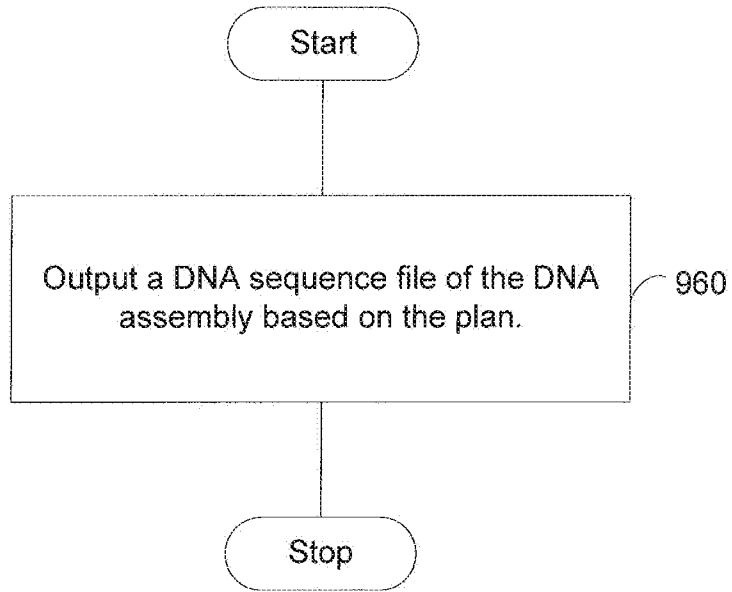 Start
Output a DNA sequence file of the DNA
assembly based on the plan.
960
Stop